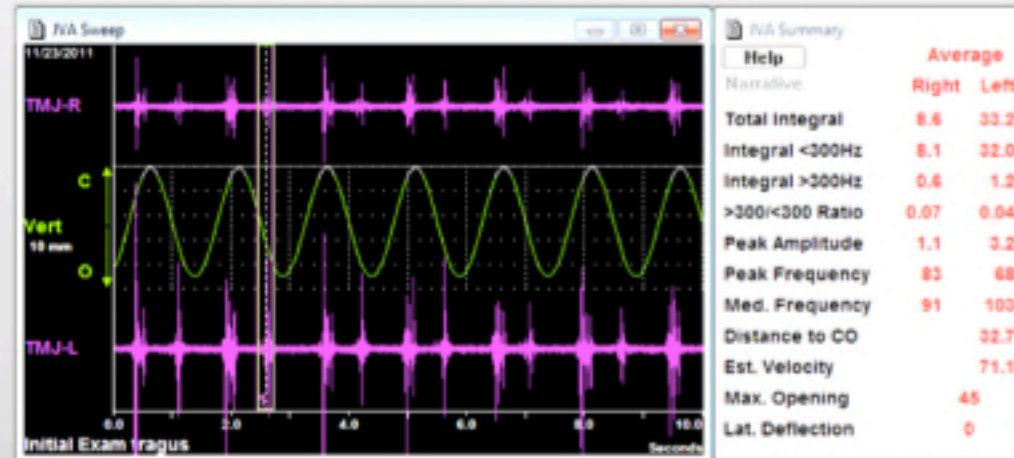 JVA Sweep
11/23/2011
TMJ-R
C
Vert
10 mm
O
TMJ-L
0.0 2.0 4.0 6.0 8.0 10.0
Initial Exam tragus
Seconds
JVA Summary
Help
Average
Narrative Right Left
Total Integral 8.6 33.2
Integral <300Hz 8.1 32.0
Integral >300Hz 0.6 1.2
>300/<300 Ratio 0.07 0.04
Peak Amplitude 1.1 3.2
Peak Frequency 83 68
Med. Frequency 91 103
Distance to CO 32.7
Est. Velocity 71.1
Max. Opening 45
Lat. Deflection 0